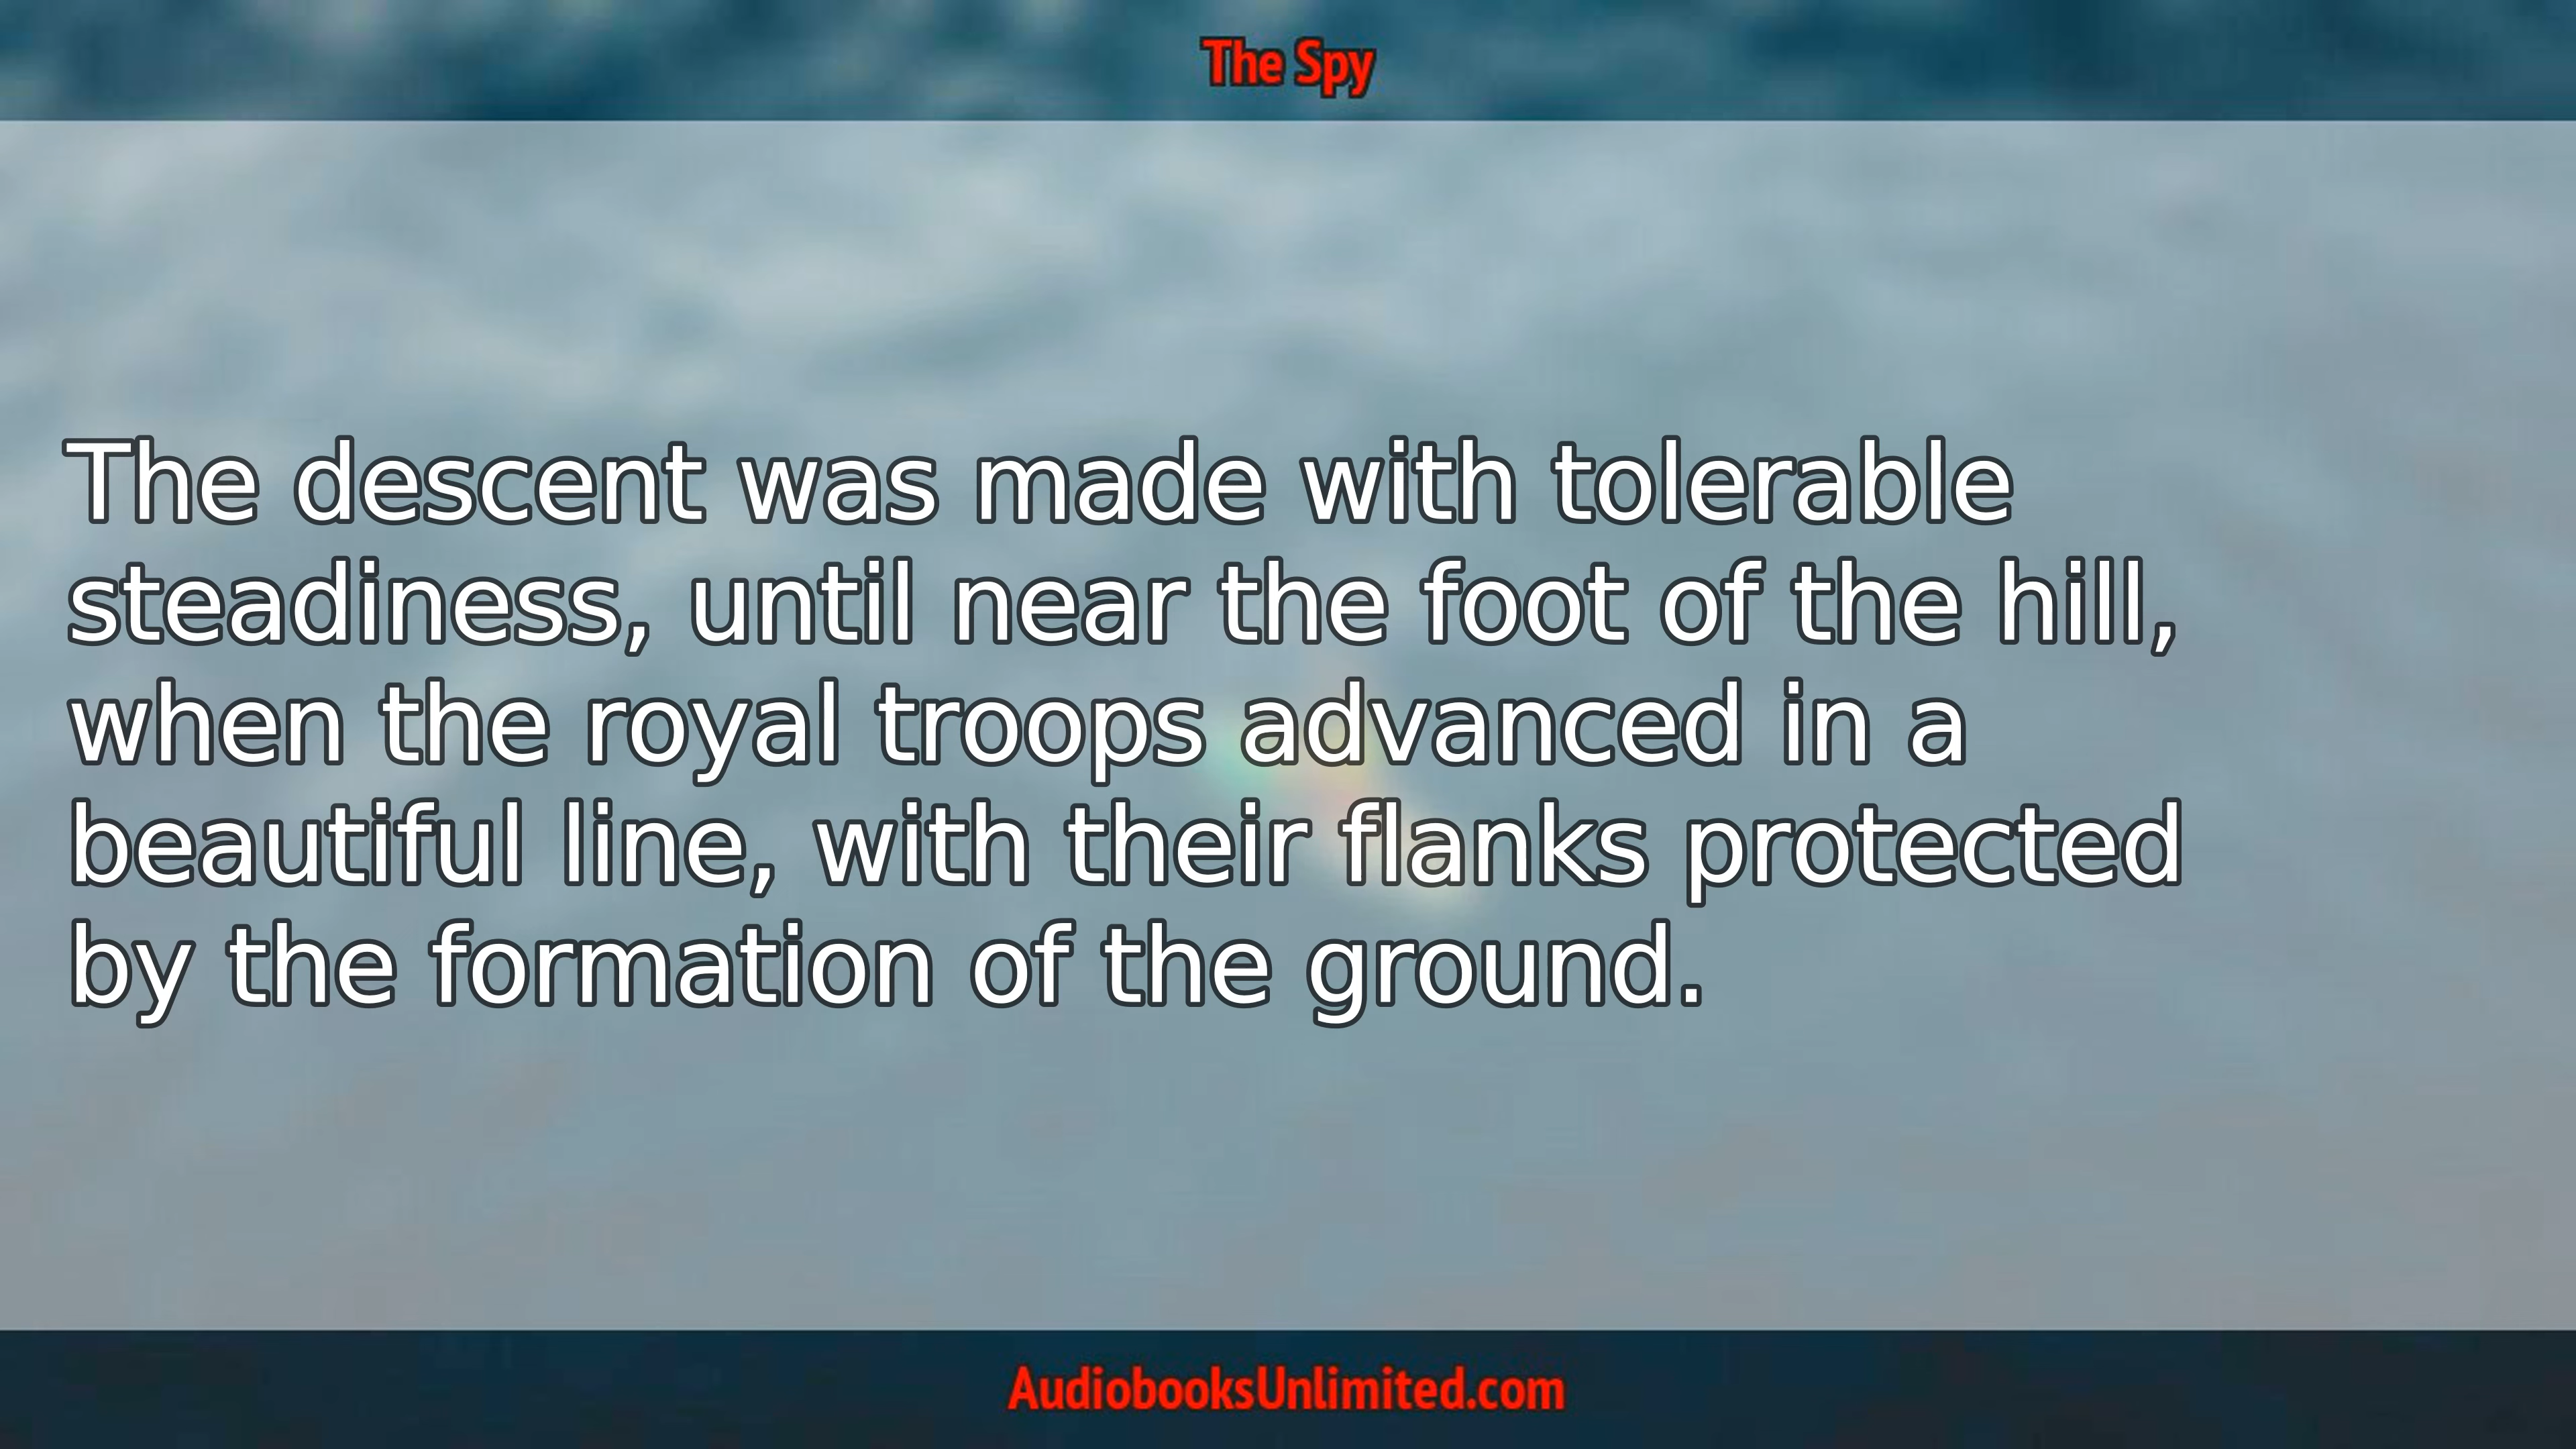 The Spy
The descent was made with tolerable
steadiness, until near the foot of the hill,
when the royal troops advanced in a
beautiful line, with their flanks protected
by the formation of the ground.
AudiobooksUnlimited.com